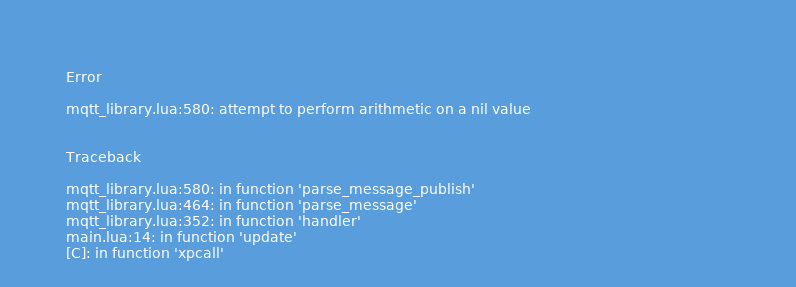 Error
mqtt_library.lua:580: attempt to perform arithmetic on a nil value
Traceback
mqtt_library.lua:580: in function 'parse_message_publish'
mqtt_library.lua:464: in function 'parse_message'
mqtt_library.lua:352: in function 'handler'
main.lua:14: in function 'update'
[C]: in function 'xpcall'